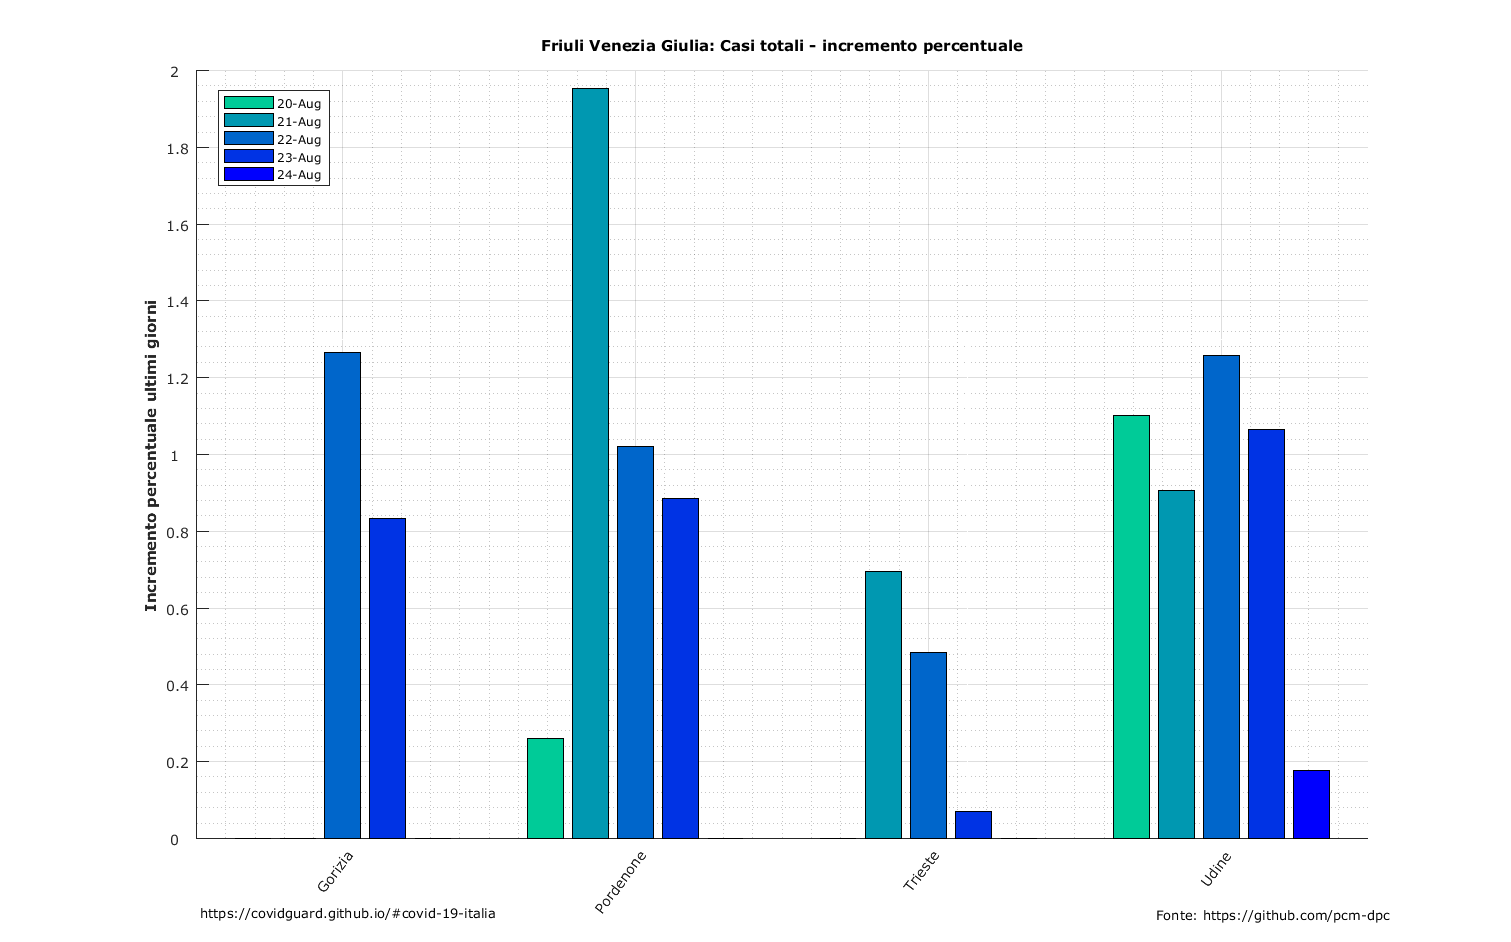 Friuli Venezia Giulia: Casi totali - incremento percentuale
Incremento percentuale ultimi giorni
2
1.8
1.6
1.4
1.2
1
0.8
0.6
0.4
0.2
0
20-Aug
21-Aug
22-Aug
23-Aug
24-Aug
Gorizia
Pordenone
Trieste
Udine
https://covidguard.github.io/#covid-19-italia
Fonte: https://github.com/pcm-dpc